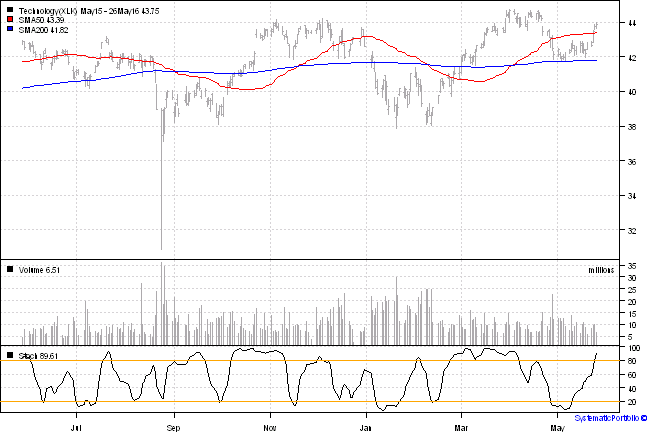 Technology(XLK) May15 - 26May16 43.75
SMA50 43.39
SMA200 41.82
44
42
40
38
36
34
32
Volume 6.51
millions
35
30
25
20
15
10
5
Stoch 89.61
100
80
60
40
20
Jul Sep Nov Jan Mar May
SystematicPortfolio ©